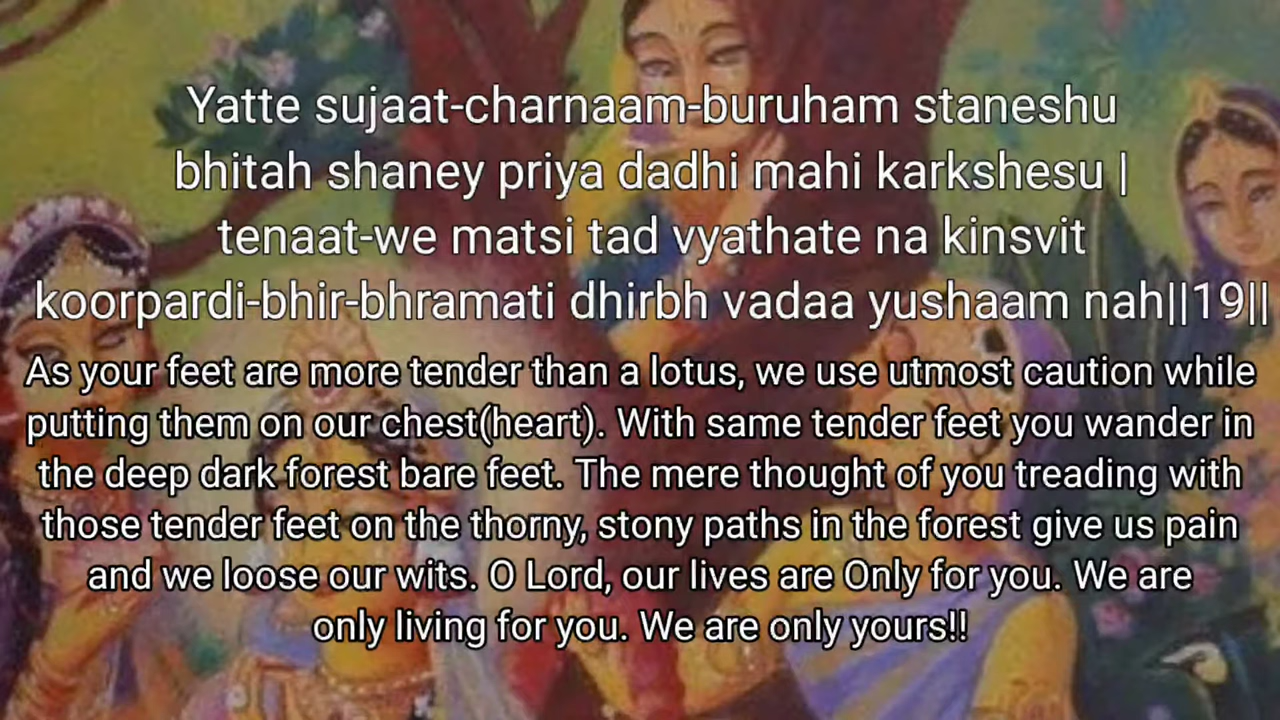 Yatte sujaat-charnaam-buruham staneshu
bhitah shaney priya dadhi mahi karkshesu |
tenaat-we matsi tad vyathate na kinsvit
koorpardi-bhir-bhramati dhirbh vadaa yushaam nah||19||
As your feet are more tender than a lotus, we use utmost caution while
putting them on our chest(heart). With same tender feet you wander in
the deep dark forest bare feet. The mere thought of you treading with
those tender feet on the thorny, stony paths in the forest give us pain
and we loose our wits. O Lord, our lives are Only for you. We are
only living for you. We are only yours!!